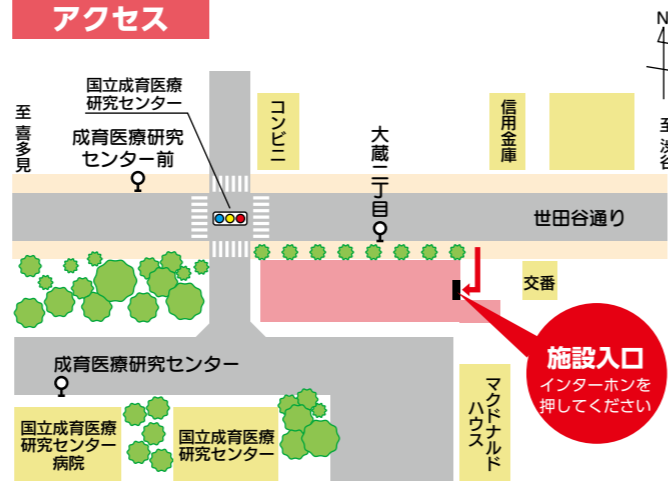 アクセス
N
国立成育医療
研究センター
至 喜多見
成育医療研究
センター前
コンビニ
大蔵二丁目
信用金庫
至 渋谷
世田谷通り
交番
施設入口
インターホンを
押してください
成育医療研究センター
マクドナルド
ハウス
国立成育医療
研究センター
病院
国立成育医療
研究センター